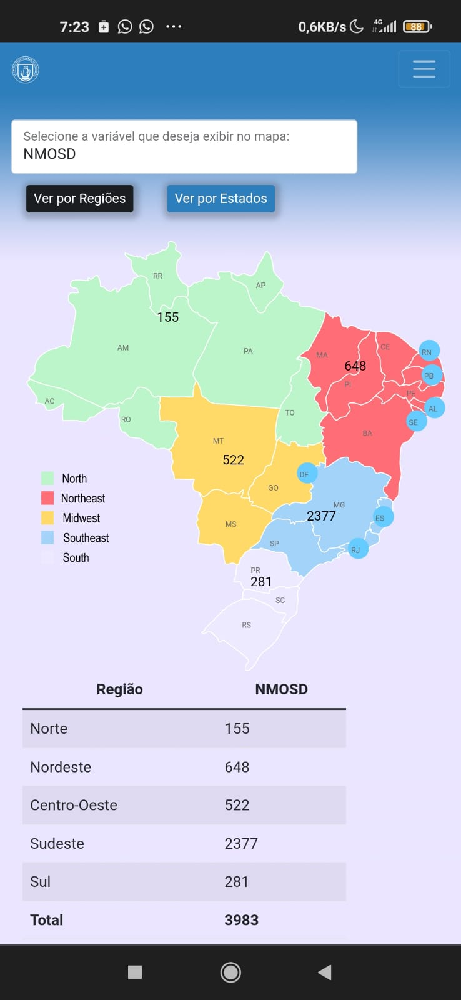 7:23 0,6KB/s 4G 88
Selecione a variável que deseja exibir no mapa:
NMOSD
Ver por Regiões Ver por Estados
RR
AP
155
AM PA
MA CE RN
648
PB
PI
PE
AC
AL
TO
RO SE
BA
MT
522
DF
North
GO
Northeast
MG
2377 ES
Midwest
MS
Southeast
SP
RJ
South
PR
281
SC
RS
Região NMOSD
Norte 155
Nordeste 648
Centro-Oeste 522
Sudeste 2377
Sul 281
Total 3983